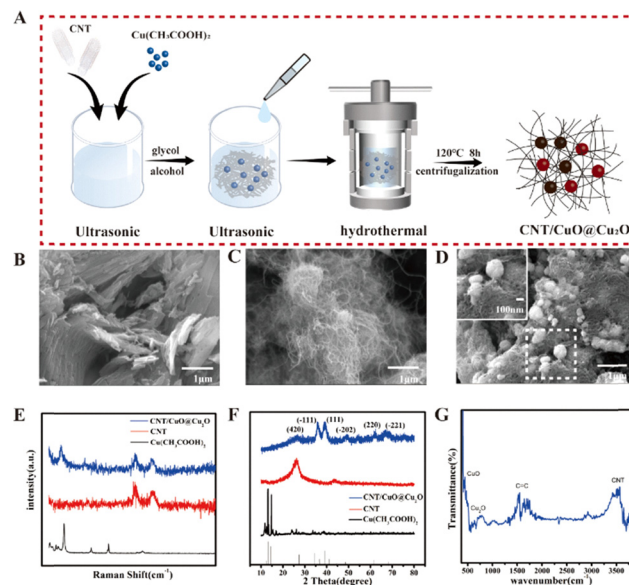 A
CNT
Cu(CH₃COOH)₂
glycol
alcohol
120℃ 8h
centrifugalization
Ultrasonic
Ultrasonic
hydrothermal
CNT/CuO@Cu₂O
B
1μm
C
1μm
D
100nm
1μm
E
CNT/CuO@Cu₂O
CNT
Cu(CH₃COOH)₂
intensity(a.u.)
Raman Shift(cm⁻¹)
F
(420)
(-111)
(111)
(-202)
(220)
(-221)
CNT/CuO@Cu₂O
CNT
Cu(CH₃COOH)₂
10 20 30 40 50 60 70 80
2 Theta(degree)
G
Transmittance(%)
CuO
Cu₂O
C=C
CNT
500 1000 1500 2000 2500 3000 3500
wavenumber(cm⁻¹)